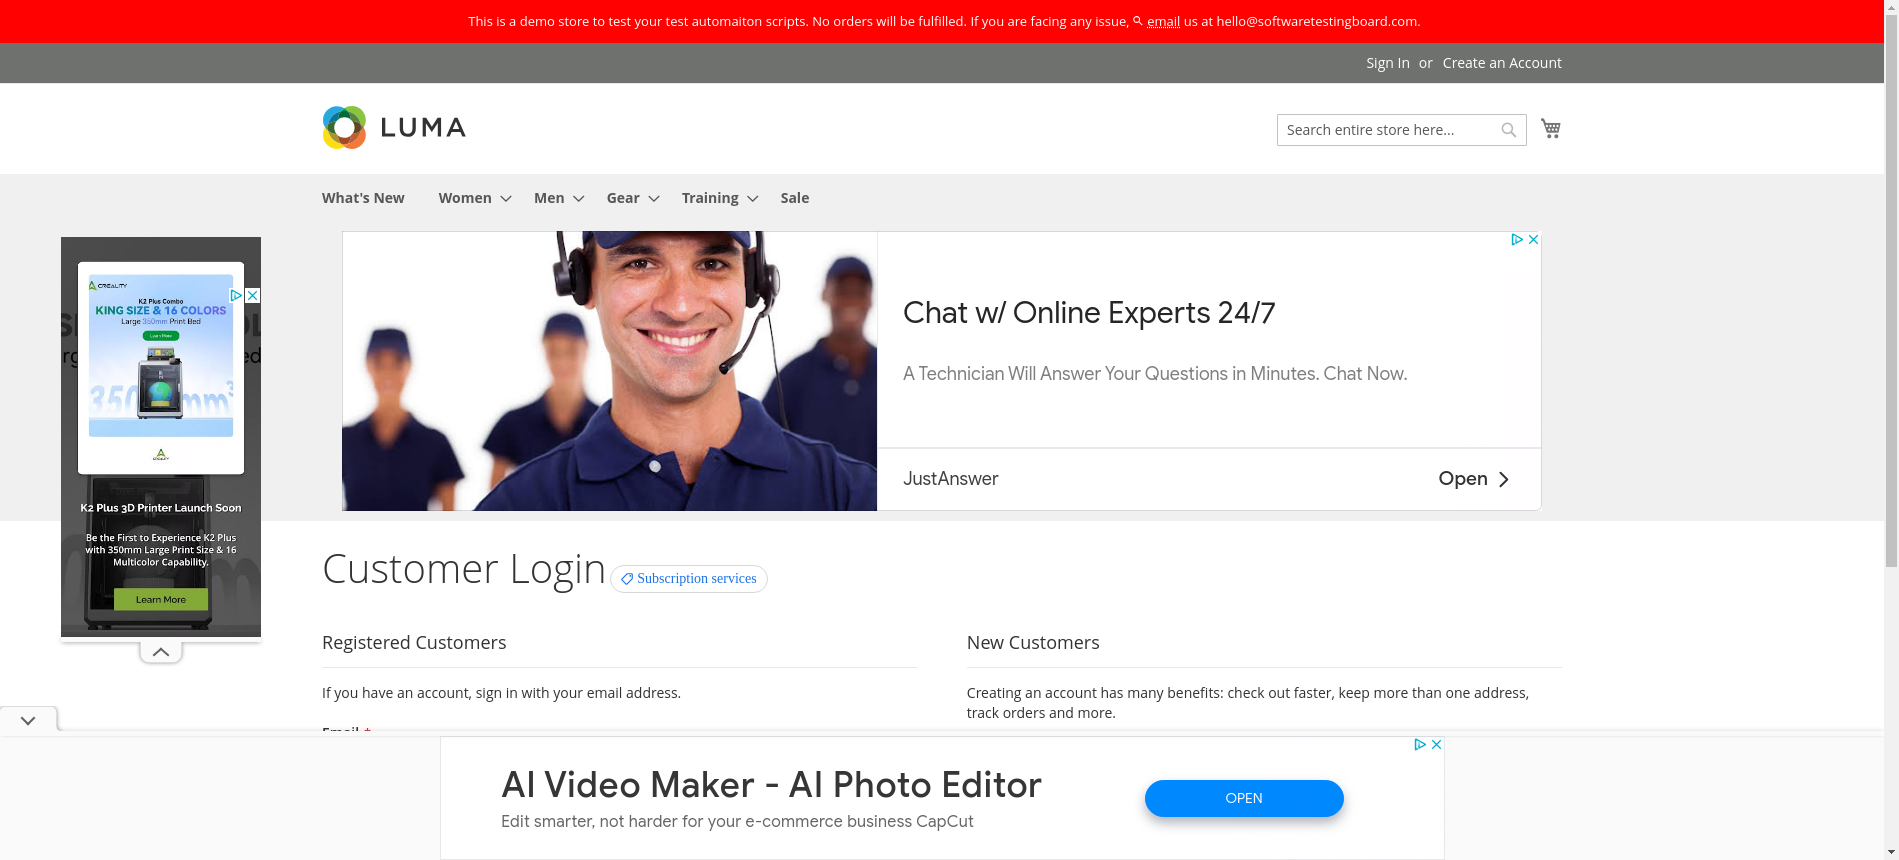 This is a demo store to test your test automaiton scripts. No orders will be fulfilled. If you are facing any issue, email us at hello@softwaretestingboard.com.
Sign In or Create an Account
LUMA
Search entire store here...
What's New Women Men Gear Training Sale
CREALITY
K2 Plus Combo
KING SIZE & 16 COLORS
Large 350mm Print Bed
Learn More
350 mm³
CREALITY
K2 Plus 3D Printer Launch Soon
Be the First to Experience K2 Plus
with 350mm Large Print Size & 16
Multicolor Capability.
Learn More
Chat w/ Online Experts 24/7
A Technician Will Answer Your Questions in Minutes. Chat Now.
JustAnswer
Open
Customer Login
Subscription services
Registered Customers
If you have an account, sign in with your email address.
Email *
New Customers
Creating an account has many benefits: check out faster, keep more than one address,
track orders and more.
AI Video Maker - AI Photo Editor
Edit smarter, not harder for your e-commerce business CapCut
OPEN